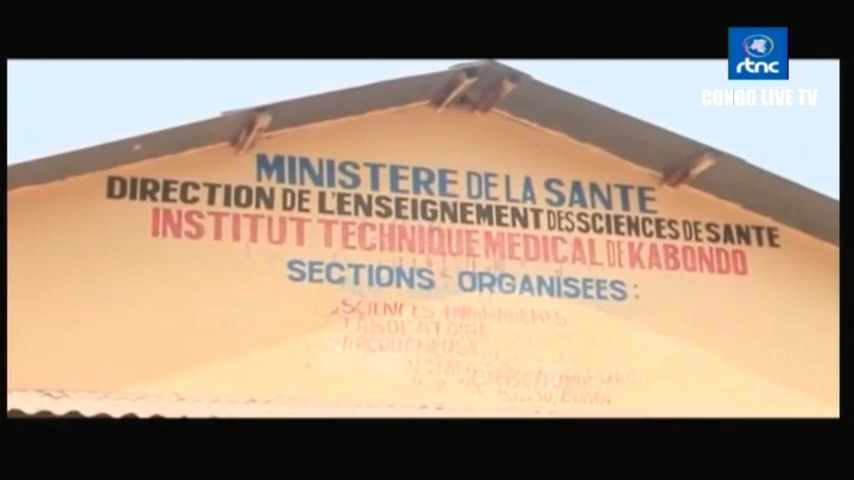 rtnc
CONGO LIVE TV
MINISTERE DE LA SANTE
DIRECTION DE L'ENSEIGNEMENT DES SCIENCES DE SANTE
INSTITUT TECHNIQUE MEDICAL DE KABONDO
SECTIONS ORGANISEES :
SCIENCES